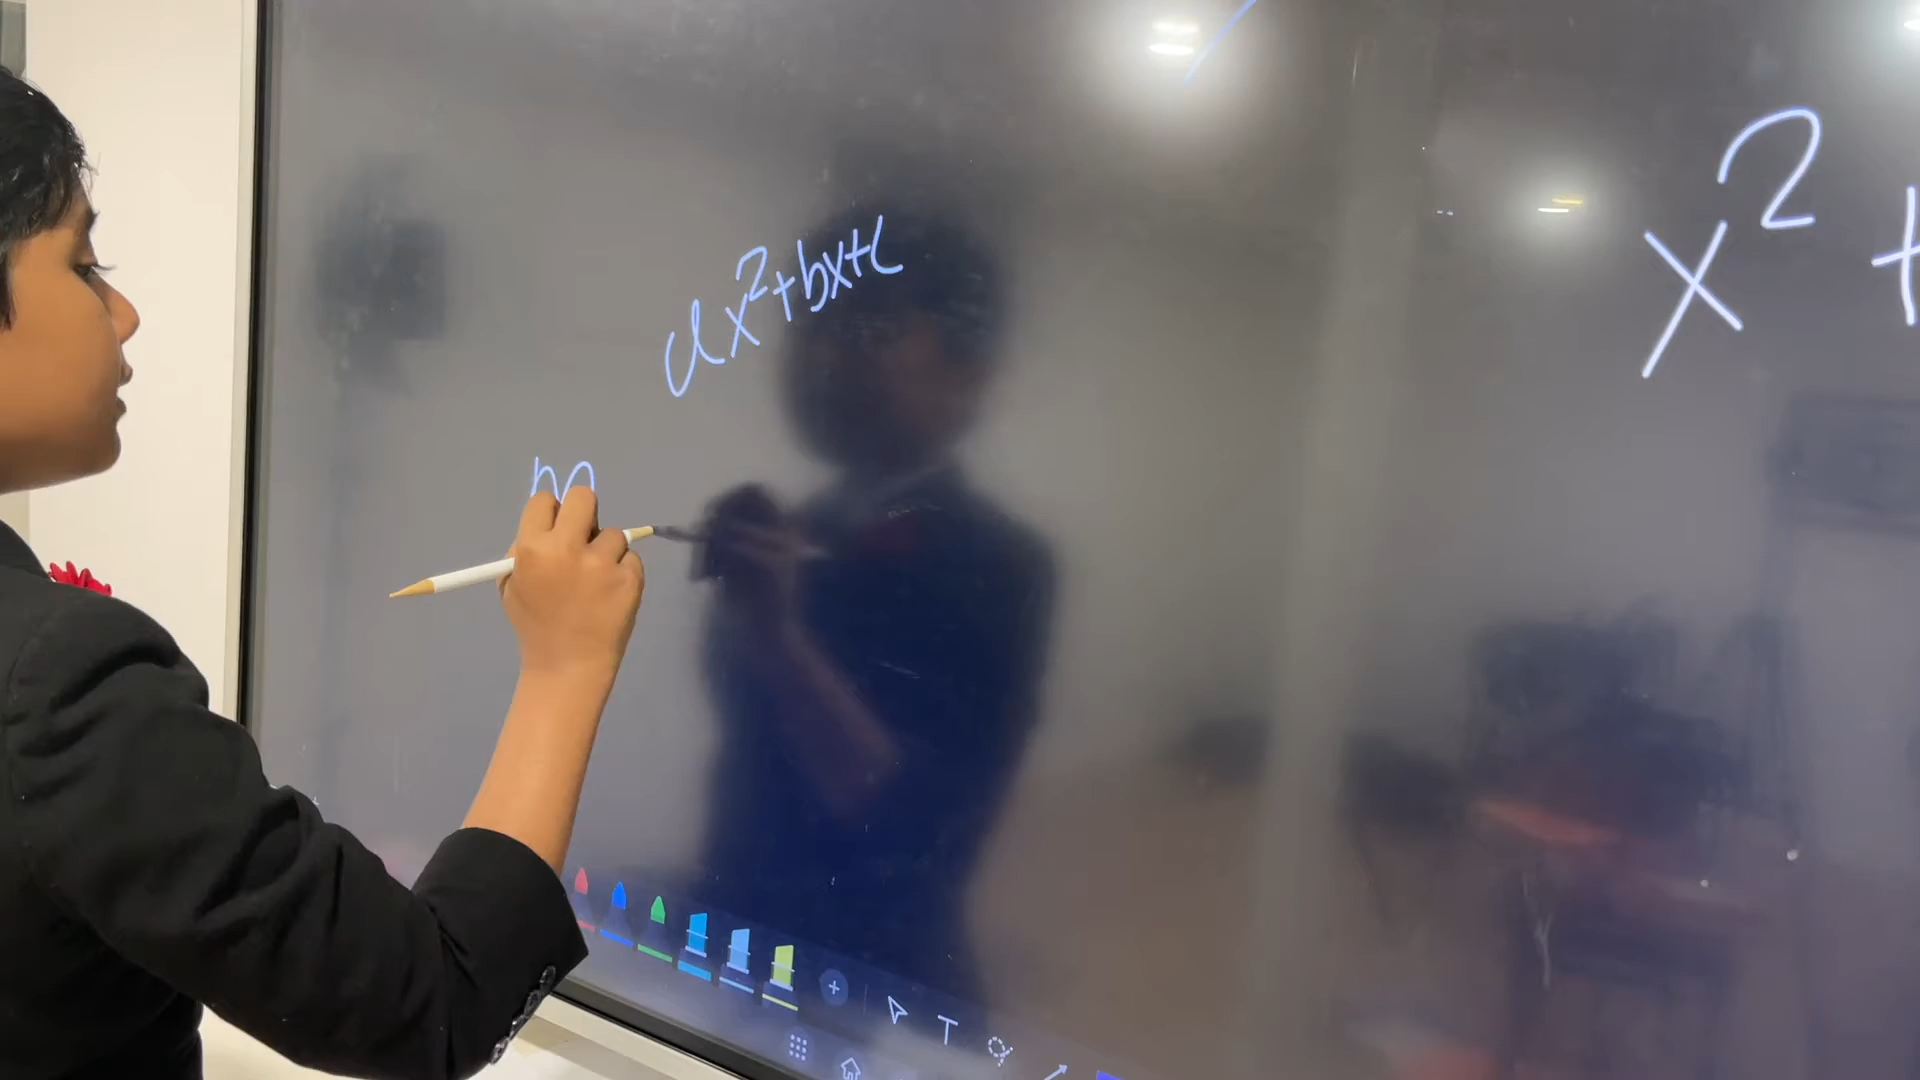 x² +
ax²+bx+c
m